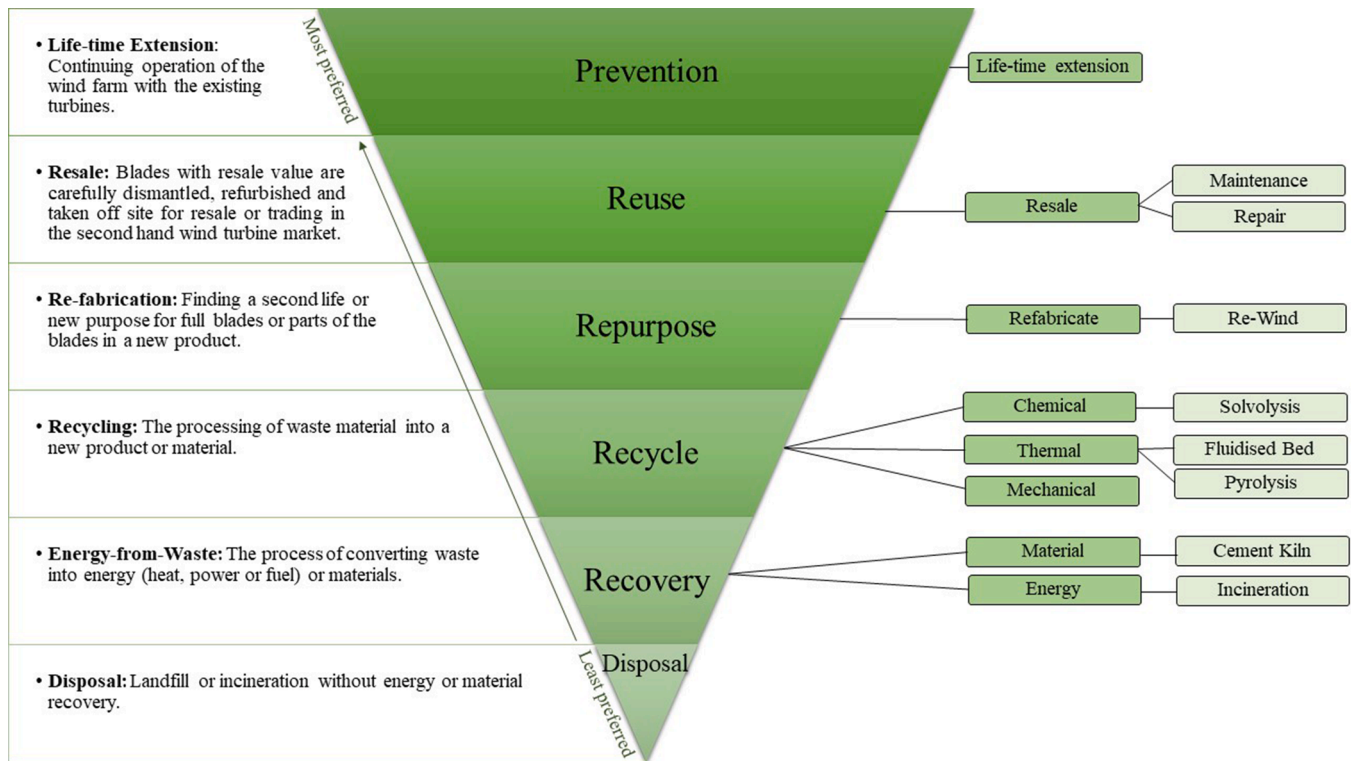 • Life-time Extension:
Continuing operation of the
wind farm with the existing
turbines.
Most preferred
Prevention
Life-time extension
• Resale: Blades with resale value are
carefully dismantled, refurbished and
taken off site for resale or trading in
the second hand wind turbine market.
Reuse
Resale
Maintenance
Repair
• Re-fabrication: Finding a second life or
new purpose for full blades or parts of the
blades in a new product.
Repurpose
Refabricate
Re-Wind
• Recycling: The processing of waste material into a
new product or material.
Recycle
Chemical
Solvolysis
Thermal
Fluidised Bed
Pyrolysis
Mechanical
• Energy-from-Waste: The process of converting waste
into energy (heat, power or fuel) or materials.
Recovery
Material
Cement Kiln
Energy
Incineration
• Disposal: Landfill or incineration without energy or material
recovery.
Least preferred
Disposal